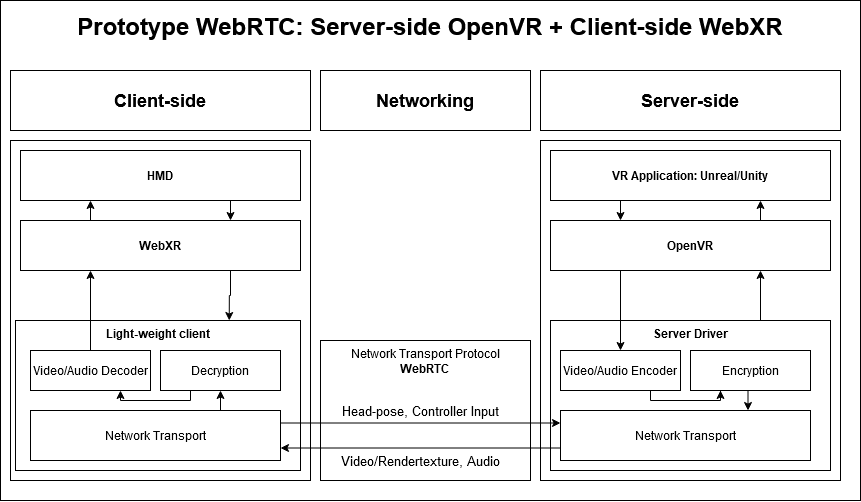 Prototype WebRTC: Server-side OpenVR + Client-side WebXR
Client-side
Networking
Server-side
HMD
WebXR
Light-weight client
Video/Audio Decoder
Decryption
Network Transport
Network Transport Protocol
WebRTC
Head-pose, Controller Input
Video/Rendertexture, Audio
VR Application: Unreal/Unity
OpenVR
Server Driver
Video/Audio Encoder
Encryption
Network Transport